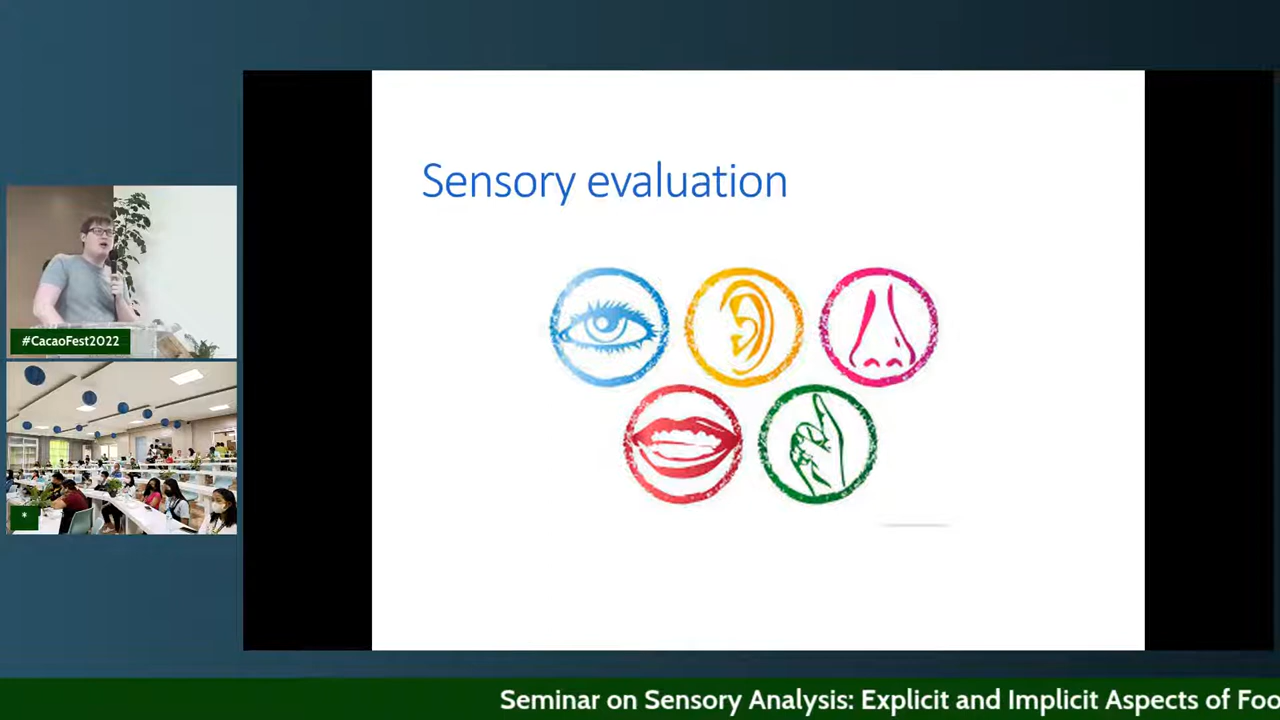 Sensory evaluation
#CacaoFest2022
*
Seminar on Sensory Analysis: Explicit and Implicit Aspects of Foo